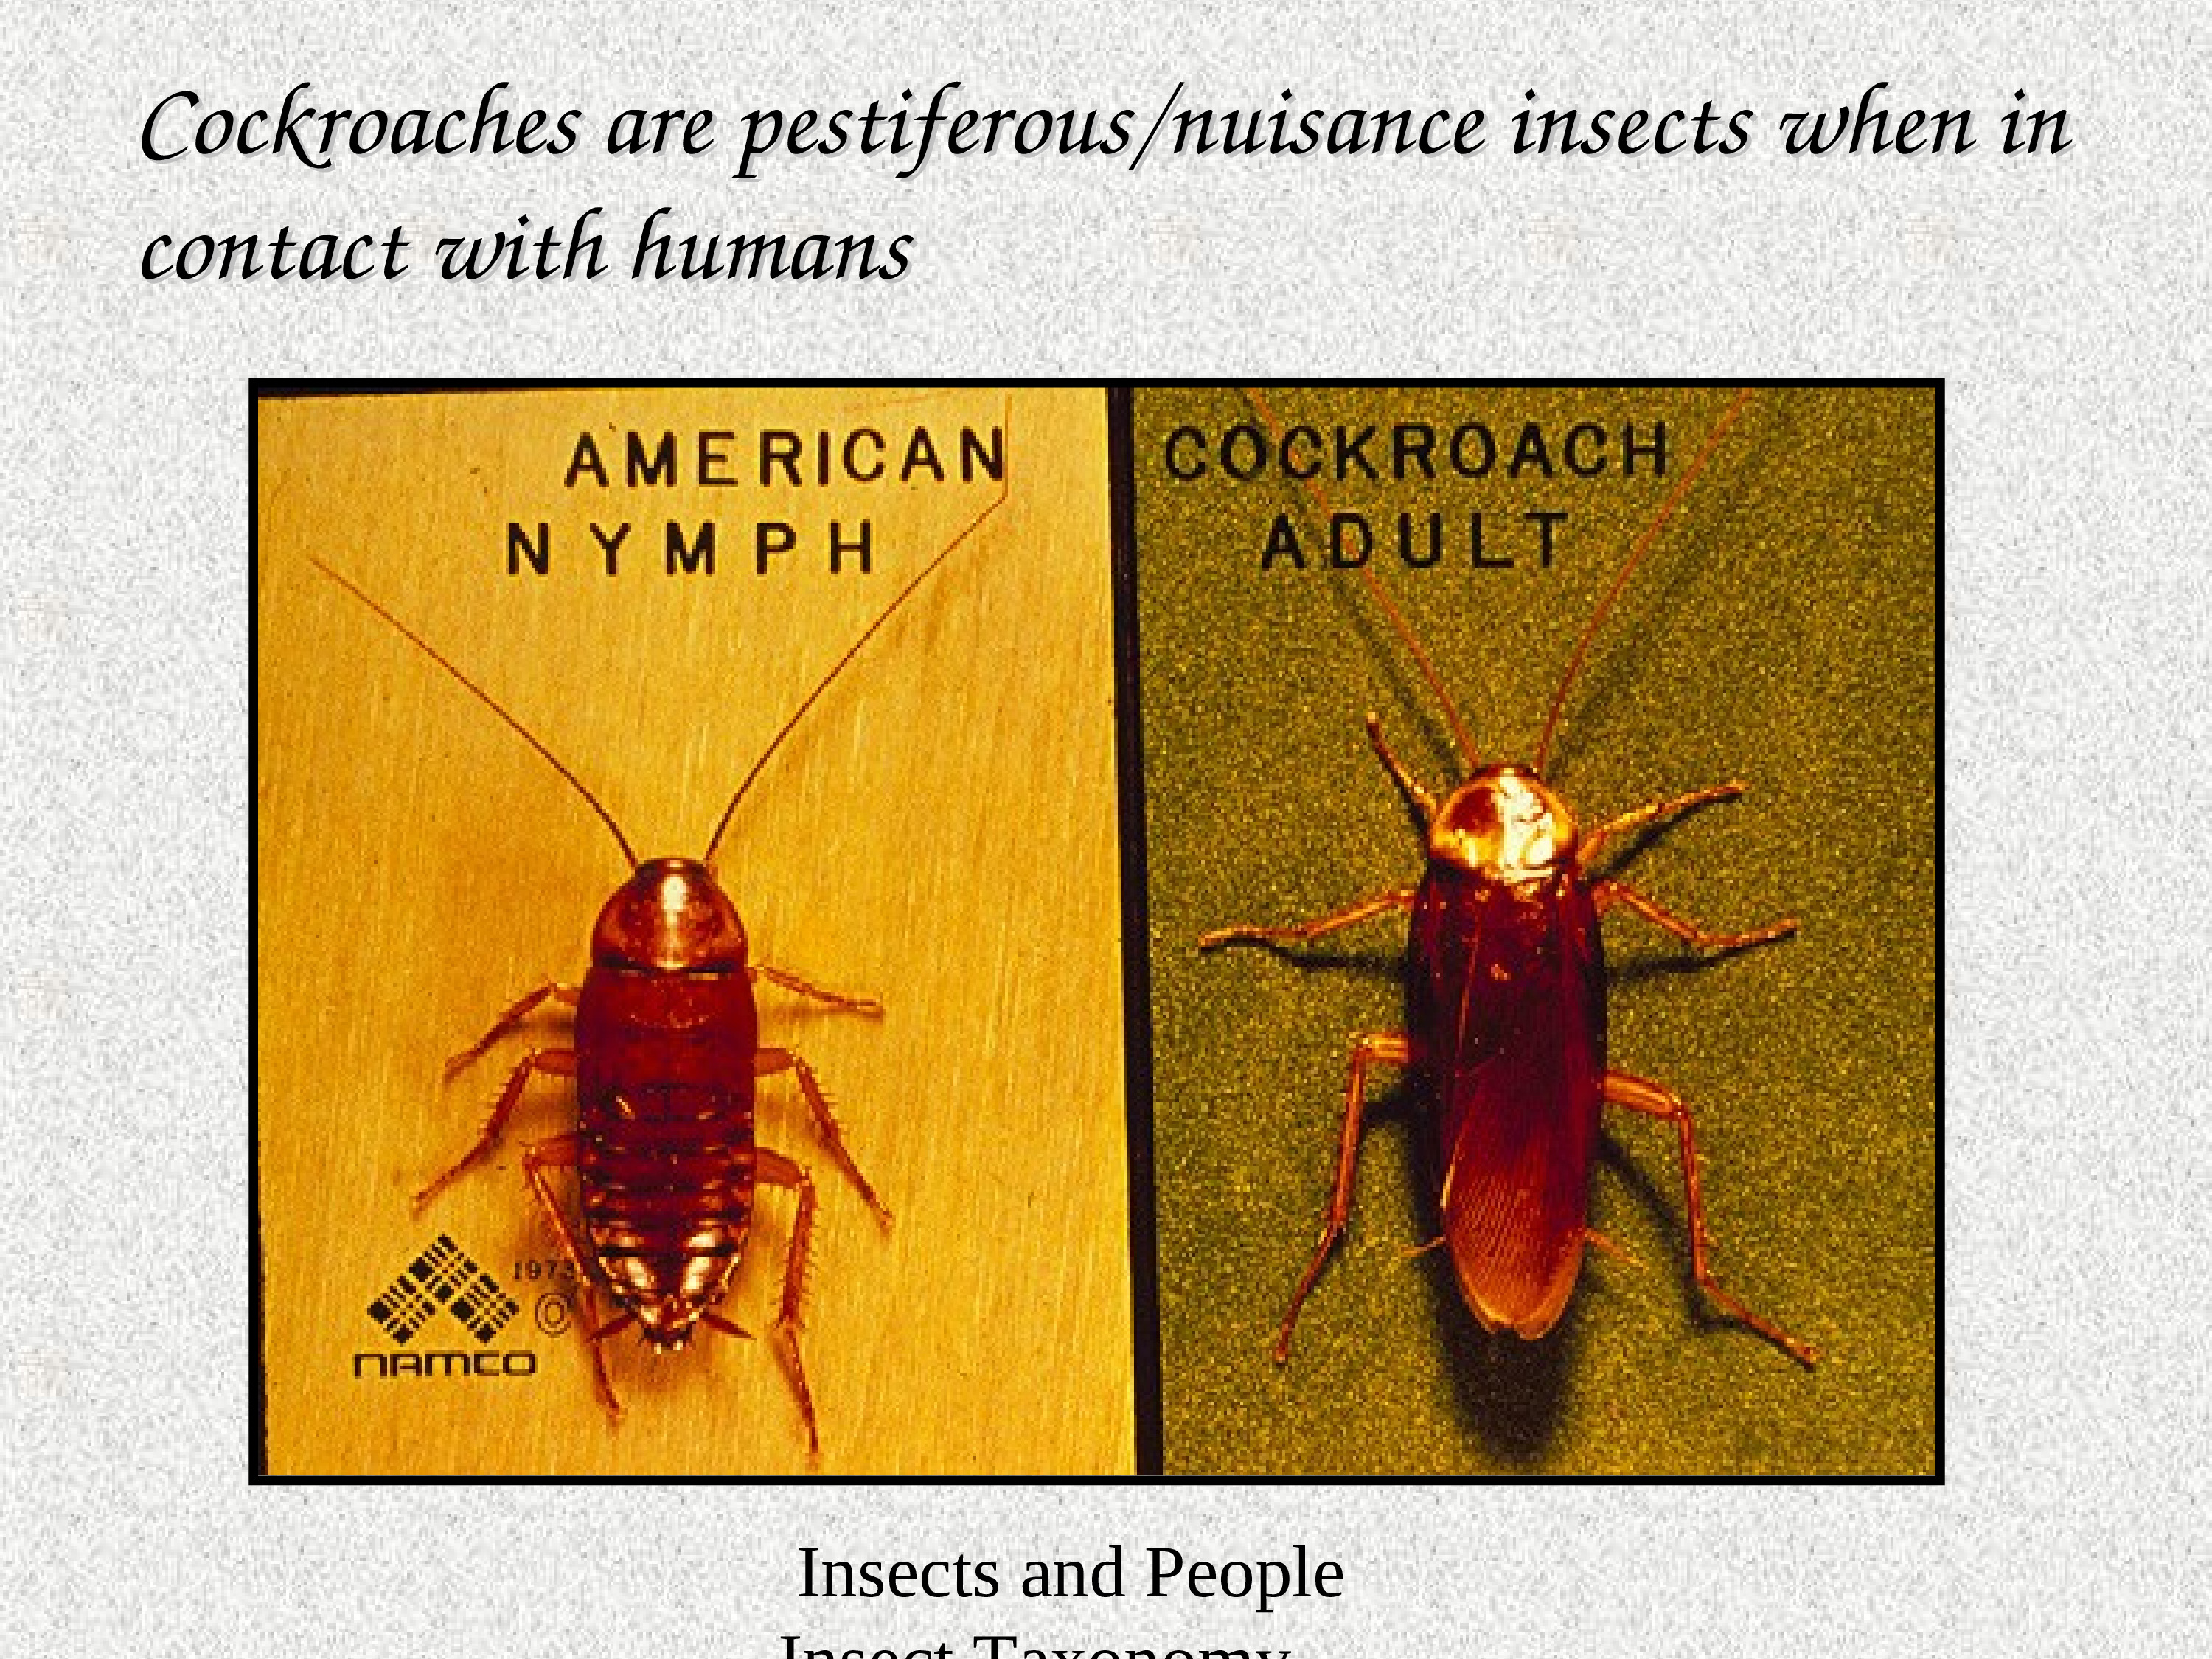 Cockroaches are pestiferous/nuisance insects when in
contact with humans
AMERICAN COCKROACH
NYMPH ADULT
1973
©
namco
Insects and People
Insect Taxonomy